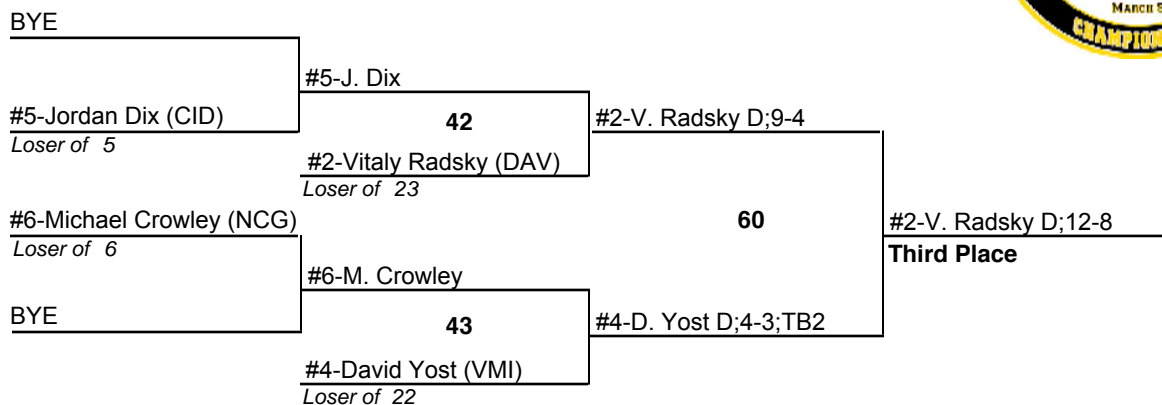 BYE
MARCH
CHAMPION
#5-J. Dix
#5-Jordan Dix (CID)
Loser of 5
42
#2-V. Radsky D;9-4
#2-Vitaly Radsky (DAV)
Loser of 23
#6-Michael Crowley (NCG)
Loser of 6
60
#2-V. Radsky D;12-8
Third Place
#6-M. Crowley
BYE
43
#4-D. Yost D;4-3;TB2
#4-David Yost (VMI)
Loser of 22